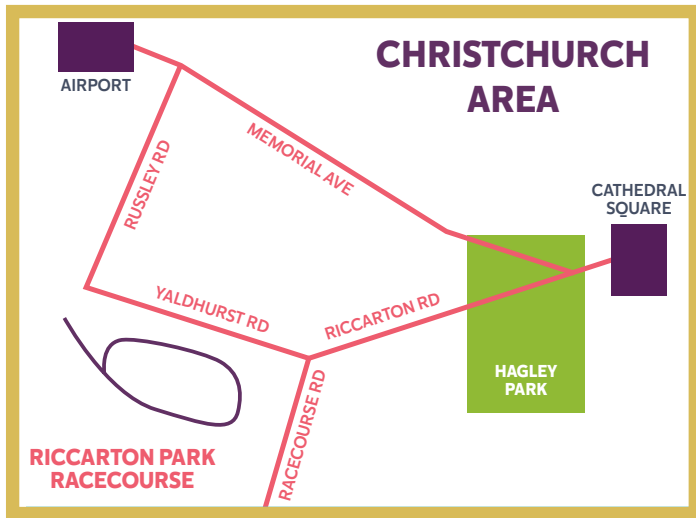 CHRISTCHURCH
AREA
AIRPORT
MEMORIAL AVE
RUSSLEY RD
CATHEDRAL
SQUARE
YALDHURST RD
RICCARTON RD
HAGLEY
PARK
RACECOURSE RD
RICCARTON PARK
RACECOURSE